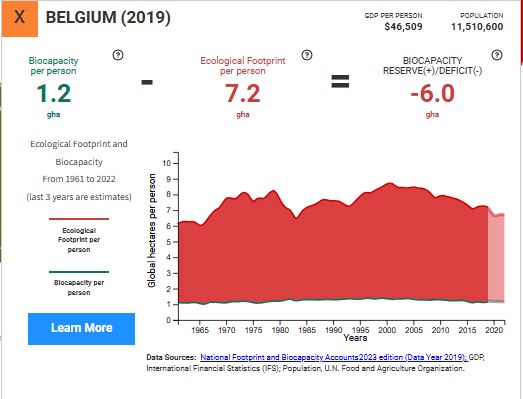 X BELGIUM (2019)
GDP PER PERSON
$46,509
POPULATION
11,510,600
Biocapacity
per person
1.2
gha
-
Ecological Footprint
per person
7.2
gha
=
BIOCAPACITY
RESERVE(+)/DEFICIT(-)
-6.0
gha
?
?
?
Ecological Footprint and
Biocapacity
From 1961 to 2022
(last 3 years are estimates)
Ecological
Footprint per
person
Biocapacity per
person
Learn More
Global hectares per person
10
9
8
7
6
5
4
3
2
1
0
1965 1970 1975 1980 1985 1990 1995 2000 2005 2010 2015 2020
Years
Data Sources: National Footprint and Biocapacity Accounts2023 edition (Data Year 2019); GDP,
International Financial Statistics (IFS); Population, U.N. Food and Agriculture Organization.